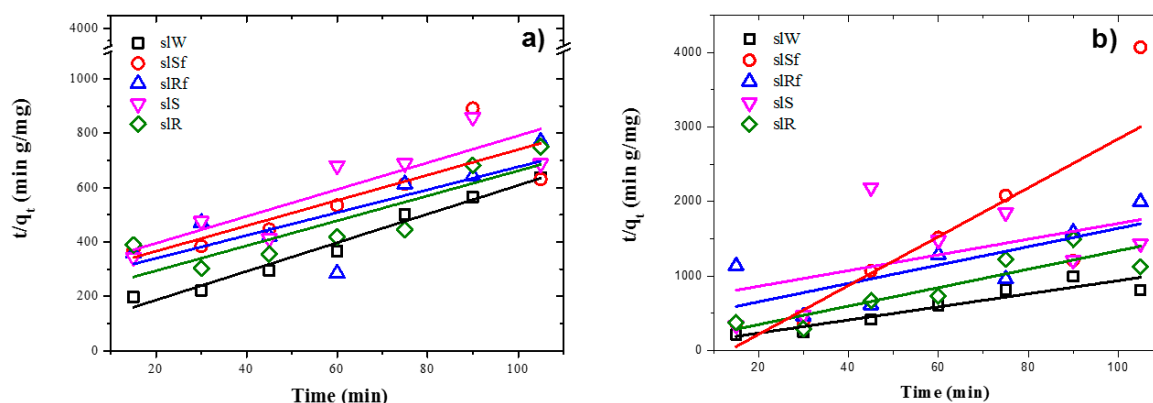 a)
4000
1000
800
600
400
200
0
t/qt (min g/mg)
slW
slSf
slRf
slS
slR
20
40
60
80
100
Time (min)
b)
4000
3000
2000
1000
0
t/qt (min g/mg)
slW
slSf
slRf
slS
slR
20
40
60
80
100
Time (min)